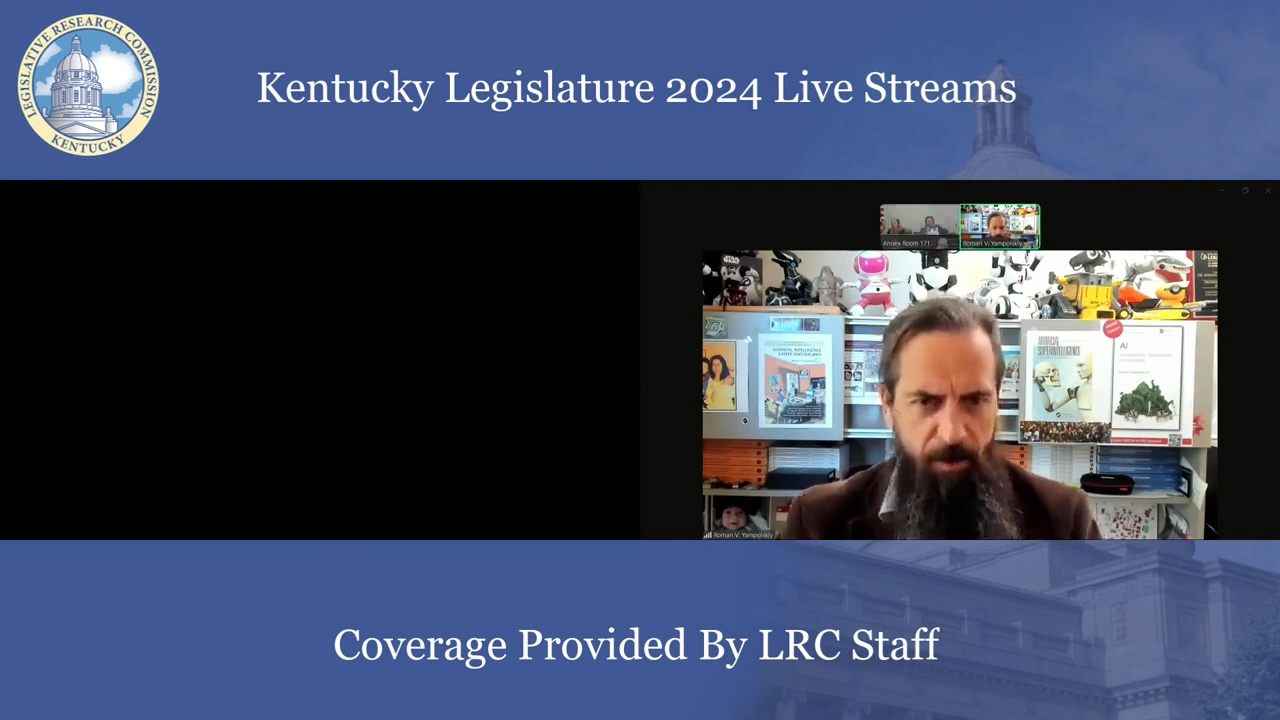 LEGISLATIVE RESEARCH COMMISSION
KENTUCKY
Kentucky Legislature 2024 Live Streams
Annex Room 171
Roman V. Yampolskiy
ARTIFICIAL INTELLIGENCE
SAFETY AND SECURITY
ARTIFICIAL
SUPERINTELLIGENCE
AI
Roman V. Yampolskiy
Coverage Provided By LRC Staff